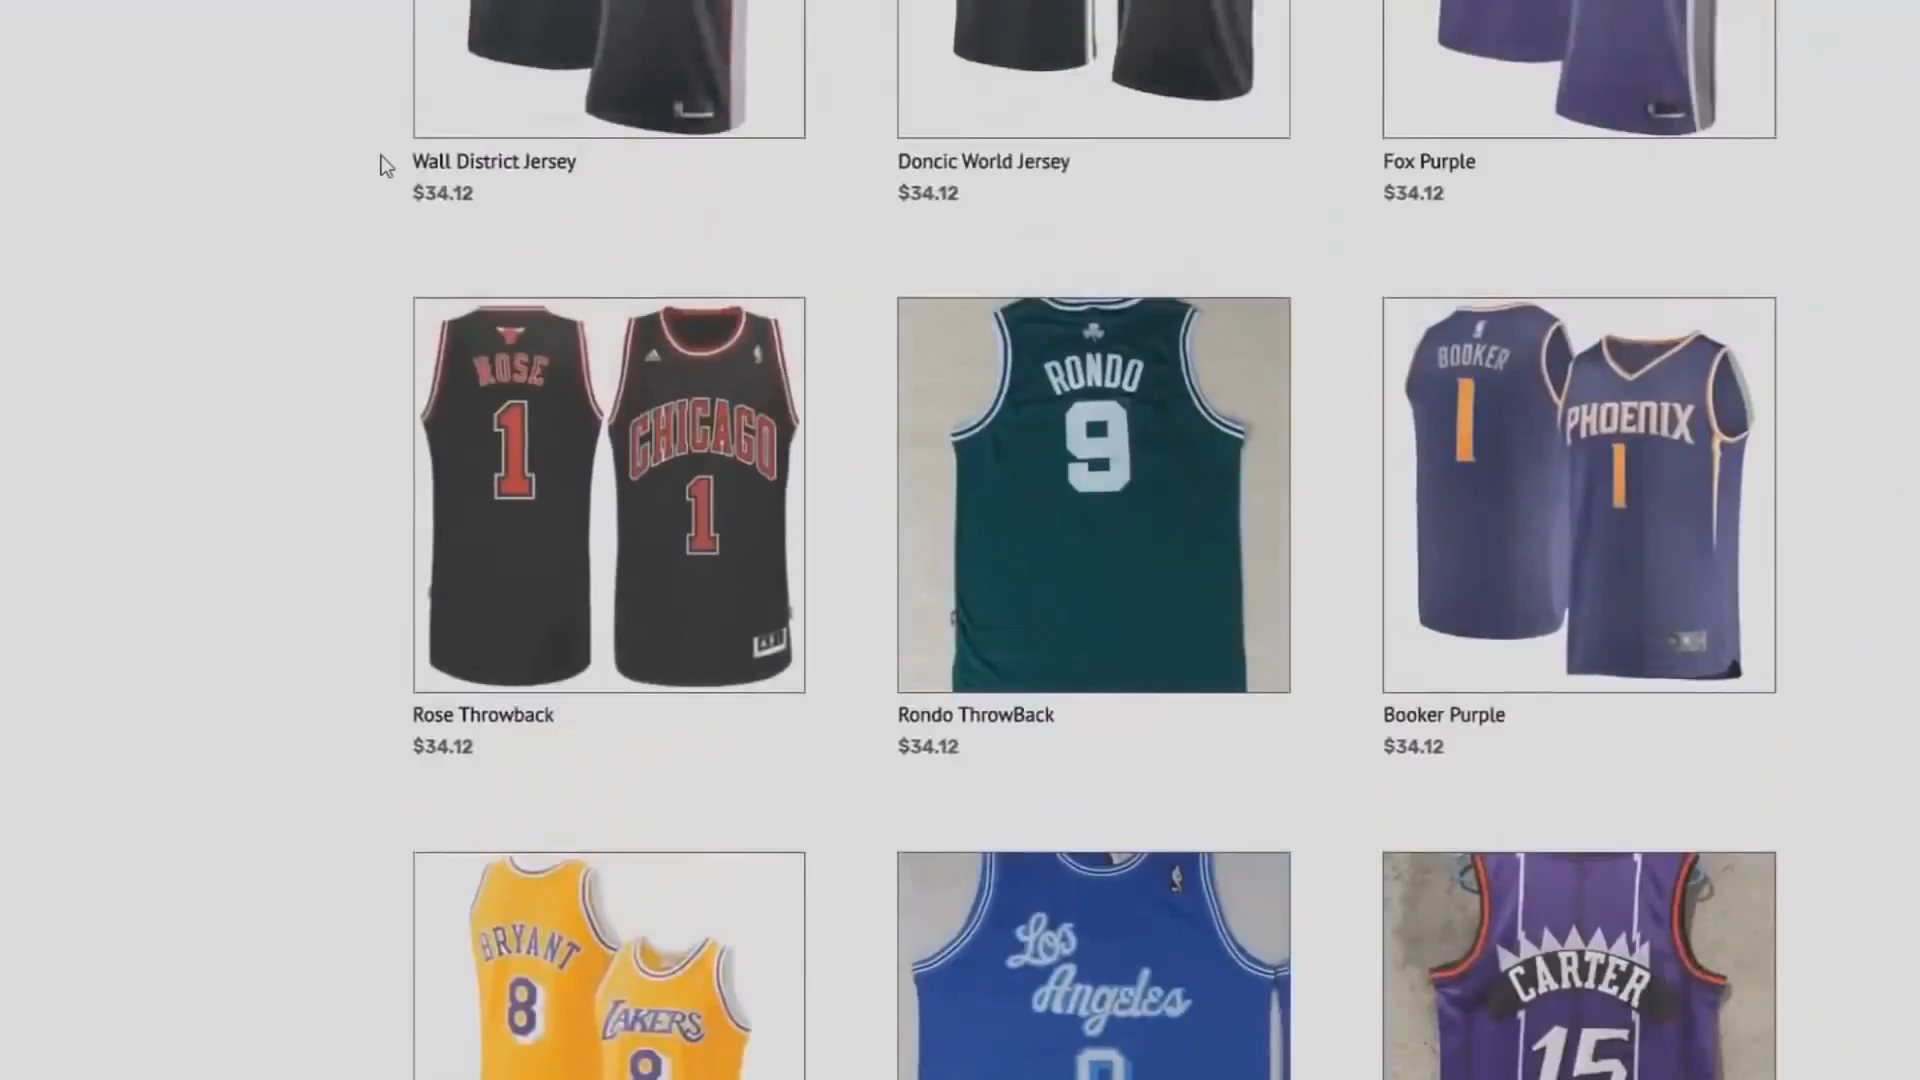 Wall District Jersey
$34.12
Doncic World Jersey
$34.12
Fox Purple
$34.12
ROSE
1
CHICAGO
1
RONDO
9
BOOKER
1
PHOENIX
1
Rose Throwback
$34.12
Rondo ThrowBack
$34.12
Booker Purple
$34.12
BRYANT
8
LAKERS
8
Los
Angeles
CARTER
15